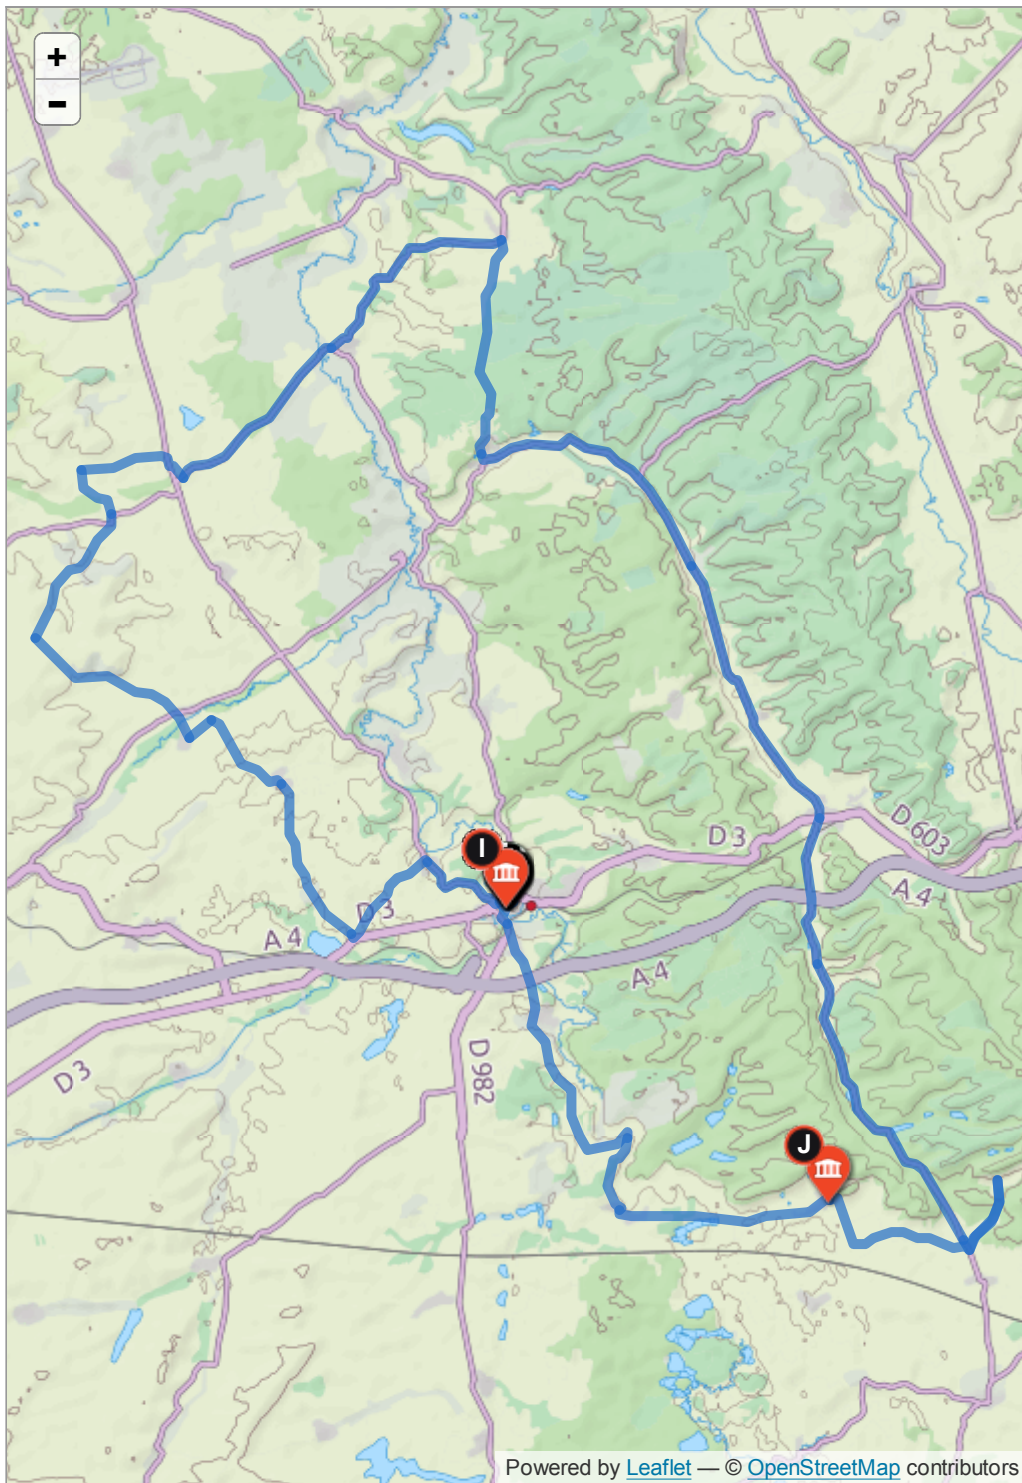 +
−
D 3
D 603
I
A 4
D 3
A 4
A 4
D 982
D 3
J
Powered by Leaflet — © OpenStreetMap contributors